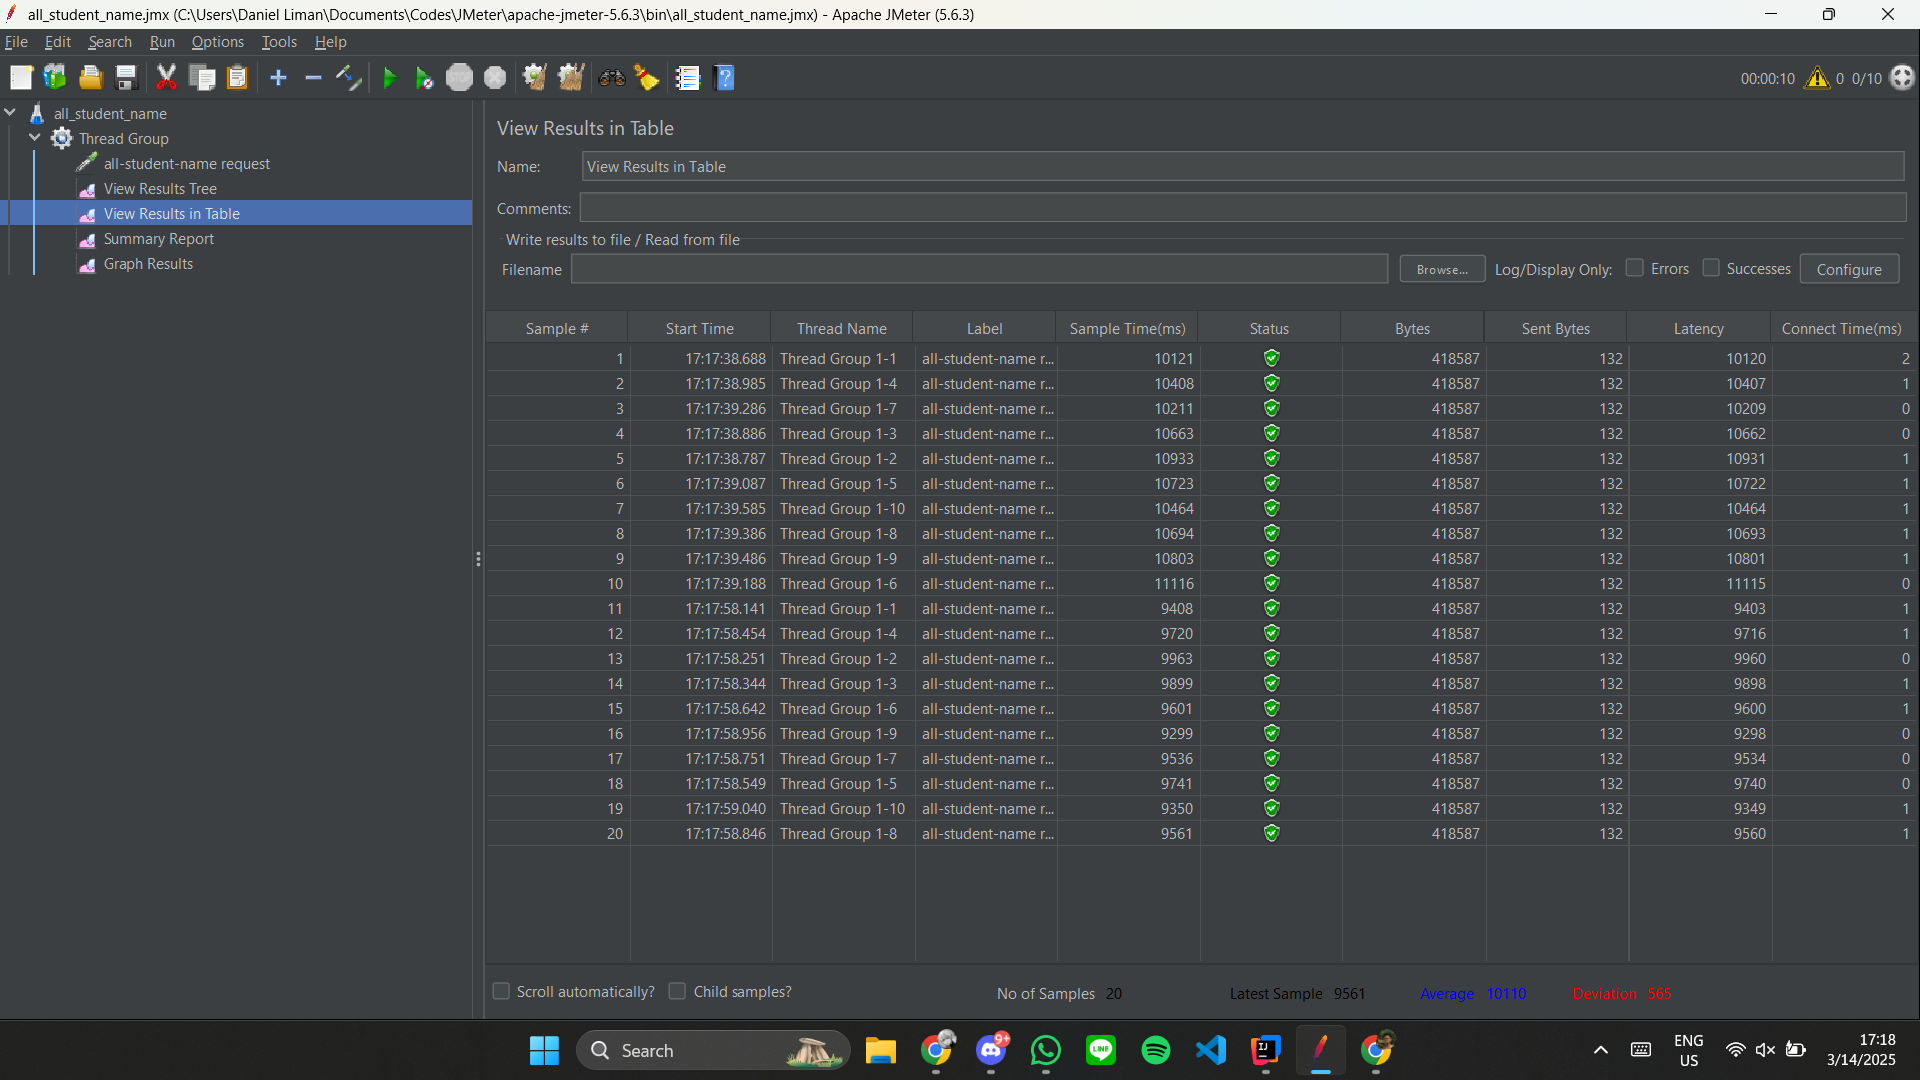 all_student_name.jmx (C:\Users\Daniel Liman\Documents\Codes\JMeter\apache-jmeter-5.6.3\bin\all_student_name.jmx) - Apache JMeter (5.6.3)
File Edit Search Run Options Tools Help
STOP 00:00:10 0 0/10
all_student_name
Thread Group
all-student-name request
View Results Tree
View Results in Table
Summary Report
Graph Results
View Results in Table
Name: View Results in Table
Comments:
Write results to file / Read from file
Filename Browse... Log/Display Only: Errors Successes Configure
Sample # Start Time Thread Name Label Sample Time(ms) Status Bytes Sent Bytes Latency Connect Time(ms)
1 17:17:38.688 Thread Group 1-1 all-student-name r... 10121 418587 132 10120 2
2 17:17:38.985 Thread Group 1-4 all-student-name r... 10408 418587 132 10407 1
3 17:17:39.286 Thread Group 1-7 all-student-name r... 10211 418587 132 10209 0
4 17:17:38.886 Thread Group 1-3 all-student-name r... 10663 418587 132 10662 0
5 17:17:38.787 Thread Group 1-2 all-student-name r... 10933 418587 132 10931 1
6 17:17:39.087 Thread Group 1-5 all-student-name r... 10723 418587 132 10722 1
7 17:17:39.585 Thread Group 1-10 all-student-name r... 10464 418587 132 10464 1
8 17:17:39.386 Thread Group 1-8 all-student-name r... 10694 418587 132 10693 1
9 17:17:39.486 Thread Group 1-9 all-student-name r... 10803 418587 132 10801 1
10 17:17:39.188 Thread Group 1-6 all-student-name r... 11116 418587 132 11115 0
11 17:17:58.141 Thread Group 1-1 all-student-name r... 9408 418587 132 9403 1
12 17:17:58.454 Thread Group 1-4 all-student-name r... 9720 418587 132 9716 1
13 17:17:58.251 Thread Group 1-2 all-student-name r... 9963 418587 132 9960 0
14 17:17:58.344 Thread Group 1-3 all-student-name r... 9899 418587 132 9898 1
15 17:17:58.642 Thread Group 1-6 all-student-name r... 9601 418587 132 9600 1
16 17:17:58.956 Thread Group 1-9 all-student-name r... 9299 418587 132 9298 0
17 17:17:58.751 Thread Group 1-7 all-student-name r... 9536 418587 132 9534 0
18 17:17:58.549 Thread Group 1-5 all-student-name r... 9741 418587 132 9740 0
19 17:17:59.040 Thread Group 1-10 all-student-name r... 9350 418587 132 9349 1
20 17:17:58.846 Thread Group 1-8 all-student-name r... 9561 418587 132 9560 1
Scroll automatically? Child samples? No of Samples 20 Latest Sample 9561 Average 10110 Deviation 565
Search 9+ LINE IJ ENG 17:18
US 3/14/2025